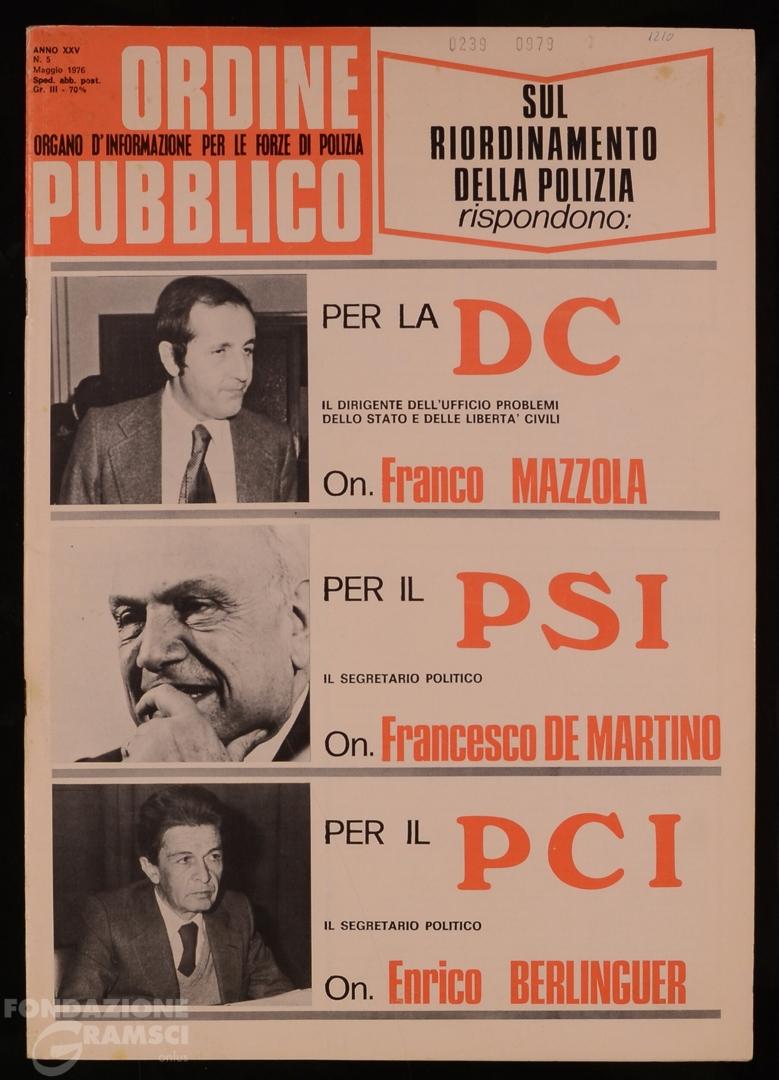 ANNO XXV
N. 5
Maggio 1976
Sped. abb. post.
Gr. III - 70%
ORDINE
ORGANO D'INFORMAZIONE PER LE FORZE DI POLIZIA
PUBBLICO
0239 0979
1210
SUL
RIORDINAMENTO
DELLA POLIZIA
rispondono:
PER LA DC
IL DIRIGENTE DELL'UFFICIO PROBLEMI
DELLO STATO E DELLE LIBERTA' CIVILI
On. Franco MAZZOLA
PER IL PSI
IL SEGRETARIO POLITICO
On. Francesco DE MARTINO
PER IL PCI
IL SEGRETARIO POLITICO
On. Enrico BERLINGUER
FONDAZIONE
GRAMSCI
onlus